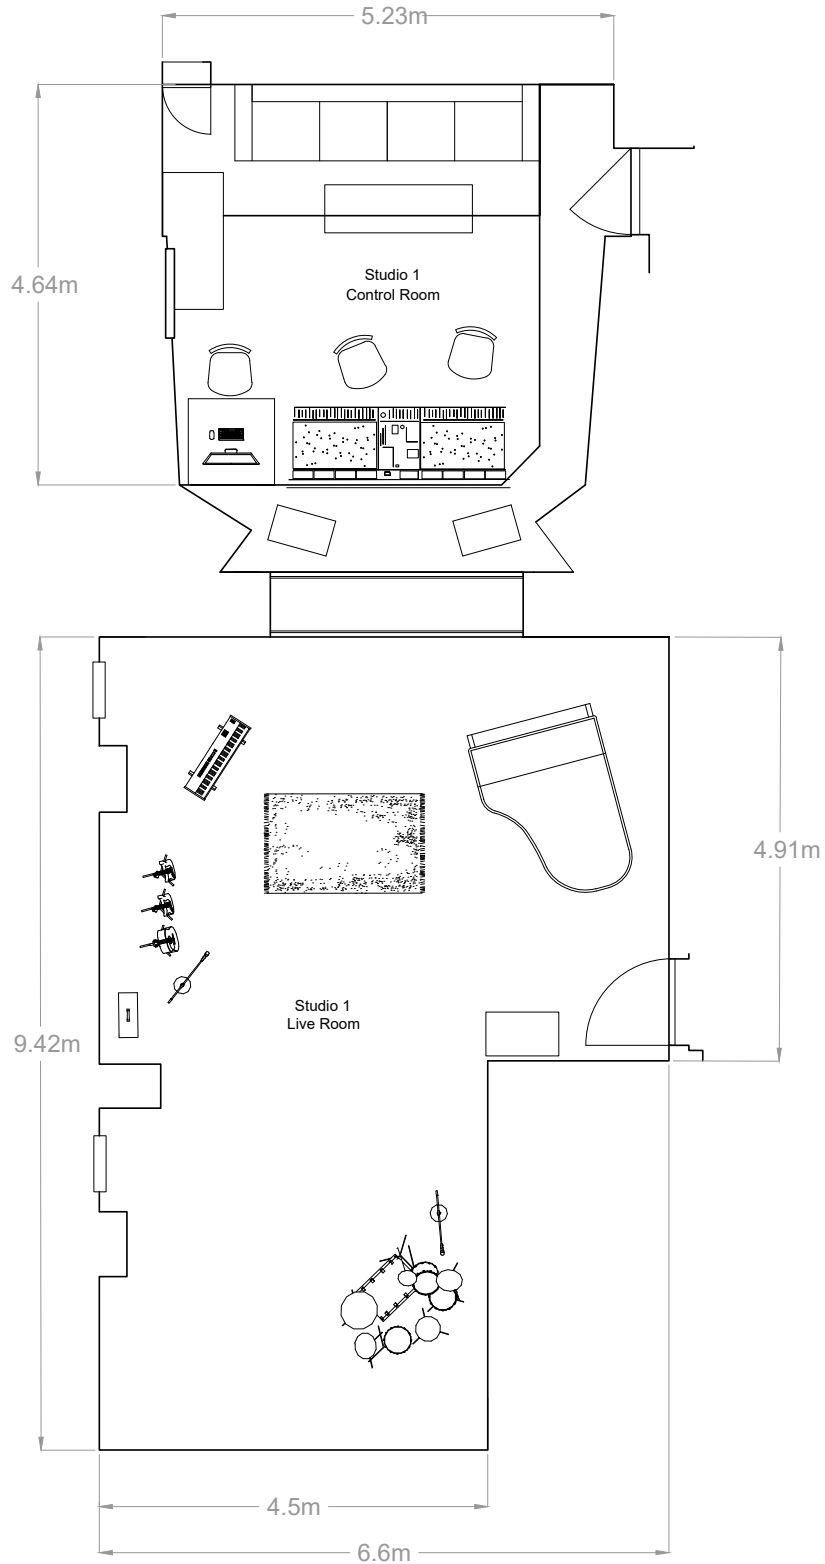 5.23m
4.64m
Studio 1
Control Room
4.91m
Studio 1
Live Room
9.42m
4.5m
6.6m